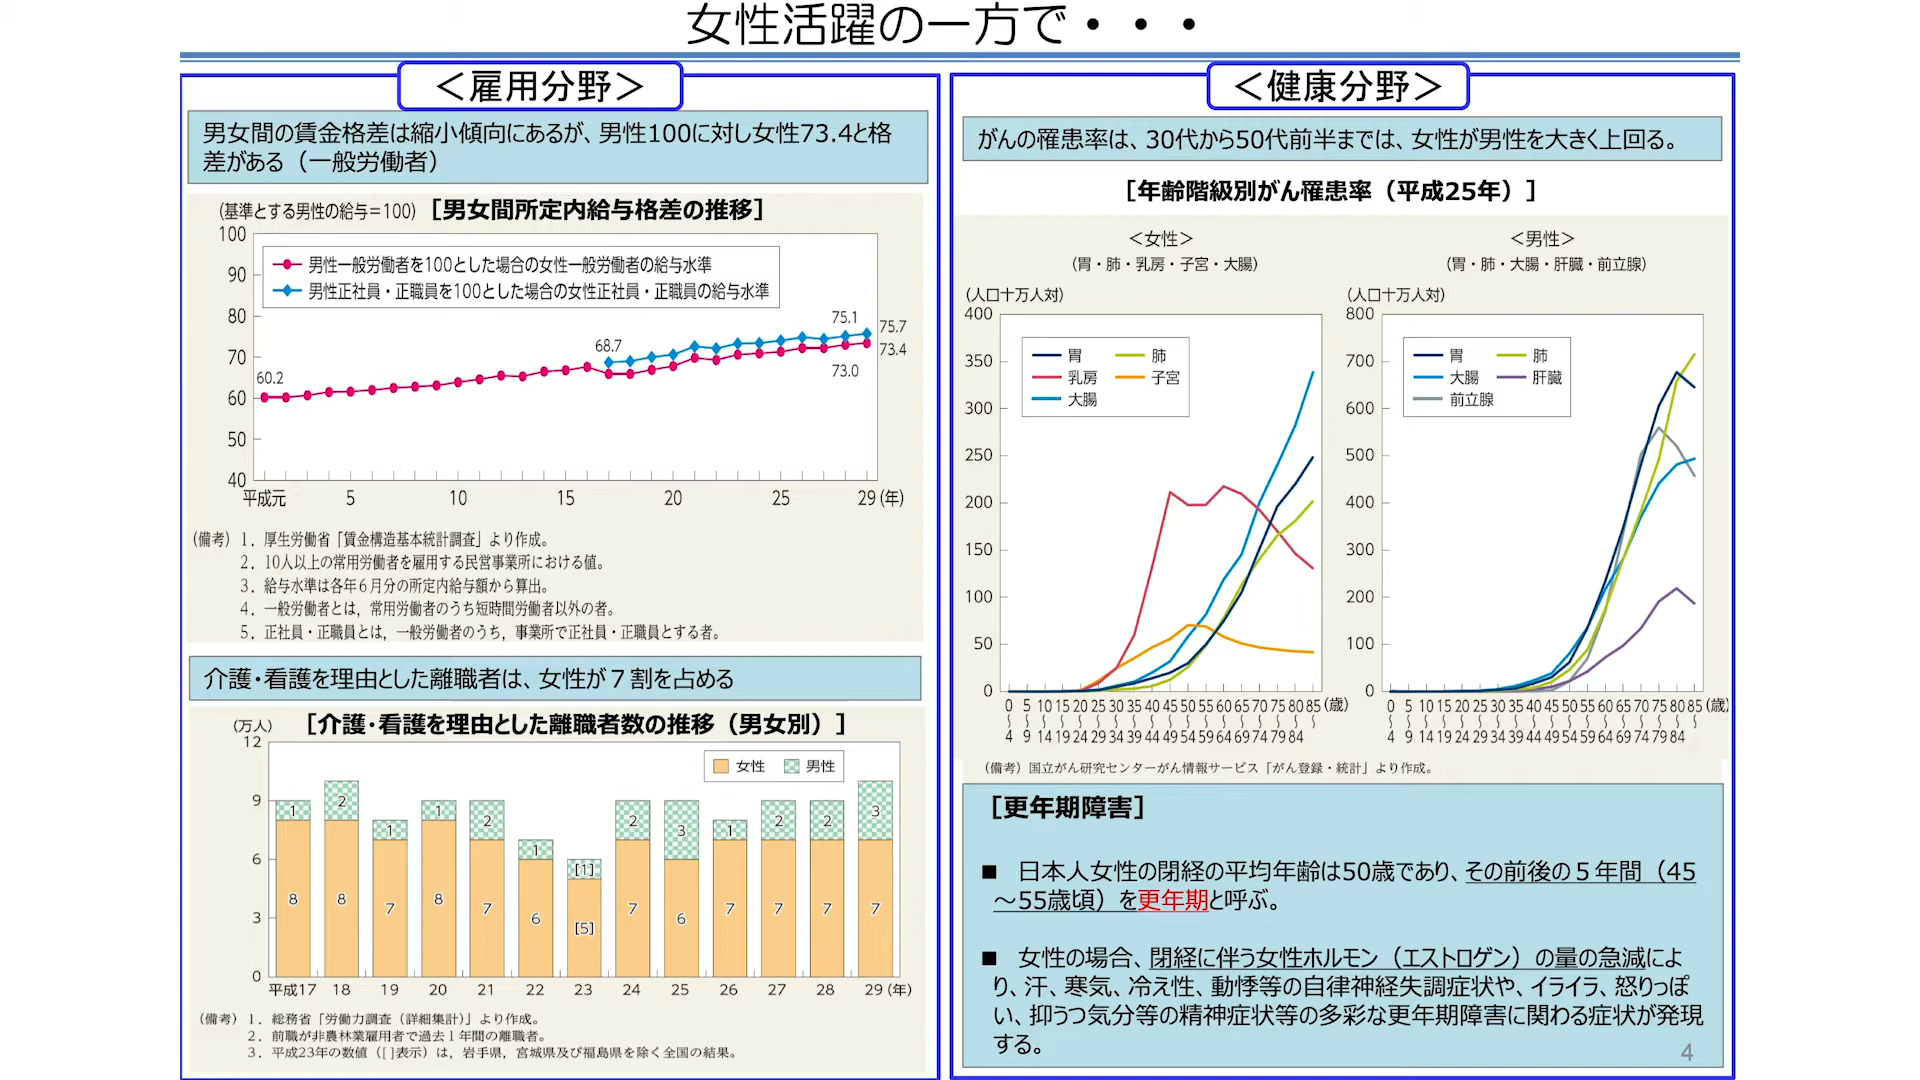 女性活躍の一方で・・・
＜雇用分野＞
男女間の賃金格差は縮小傾向にあるが、男性100に対し女性73.4と格
差がある（一般労働者）
(基準とする男性の給与＝100) ［男女間所定内給与格差の推移］
100
90
80
70
60
50
40
男性一般労働者を100とした場合の女性一般労働者の給与水準
男性正社員・正職員を100とした場合の女性正社員・正職員の給与水準
60.2
68.7
75.1
75.7
73.4
73.0
平成元 5 10 15 20 25 29 (年)
(備考) 1．厚生労働省「賃金構造基本統計調査」より作成。
2．10人以上の常用労働者を雇用する民営事業所における値。
3．給与水準は各年６月分の所定内給与額から算出。
4．一般労働者とは，常用労働者のうち短時間労働者以外の者。
5．正社員・正職員とは，一般労働者のうち，事業所で正社員・正職員とする者。
介護・看護を理由とした離職者は、女性が７割を占める
(万人) ［介護・看護を理由とした離職者数の推移（男女別）］
12
9
6
3
0
女性 男性
1 2 1 1 2 1 [1] 2 3 1 2 2 3
8 8 7 8 7 6 [5] 7 6 7 7 7 7
平成17 18 19 20 21 22 23 24 25 26 27 28 29 (年)
(備考) 1．総務省「労働力調査（詳細集計）」より作成。
2．前職が非農林業雇用者で過去１年間の離職者。
3．平成23年の数値（[ ]表示）は，岩手県，宮城県及び福島県を除く全国の結果。
＜健康分野＞
がんの罹患率は、30代から50代前半までは、女性が男性を大きく上回る。
［年齢階級別がん罹患率（平成25年）］
＜女性＞
(胃・肺・乳房・子宮・大腸)
(人口十万人対)
400
350
300
250
200
150
100
50
0
胃 肺
乳房 子宮
大腸
0 5 10 15 20 25 30 35 40 45 50 55 60 65 70 75 80 85 (歳)
〜 〜 〜 〜 〜 〜 〜 〜 〜 〜 〜 〜 〜 〜 〜 〜 〜 〜
4 9 14 19 24 29 34 39 44 49 54 59 64 69 74 79 84
＜男性＞
(胃・肺・大腸・肝臓・前立腺)
(人口十万人対)
800
700
600
500
400
300
200
100
0
胃 肺
大腸 肝臓
前立腺
0 5 10 15 20 25 30 35 40 45 50 55 60 65 70 75 80 85 (歳)
〜 〜 〜 〜 〜 〜 〜 〜 〜 〜 〜 〜 〜 〜 〜 〜 〜 〜
4 9 14 19 24 29 34 39 44 49 54 59 64 69 74 79 84
(備考) 国立がん研究センターがん情報サービス「がん登録・統計」より作成。
［更年期障害］
■ 日本人女性の閉経の平均年齢は50歳であり、その前後の５年間（45
～55歳頃）を更年期と呼ぶ。
■ 女性の場合、閉経に伴う女性ホルモン（エストロゲン）の量の急減によ
り、汗、寒気、冷え性、動悸等の自律神経失調症状や、イライラ、怒りっぽ
い、抑うつ気分等の精神症状等の多彩な更年期障害に関わる症状が発現
する。
4